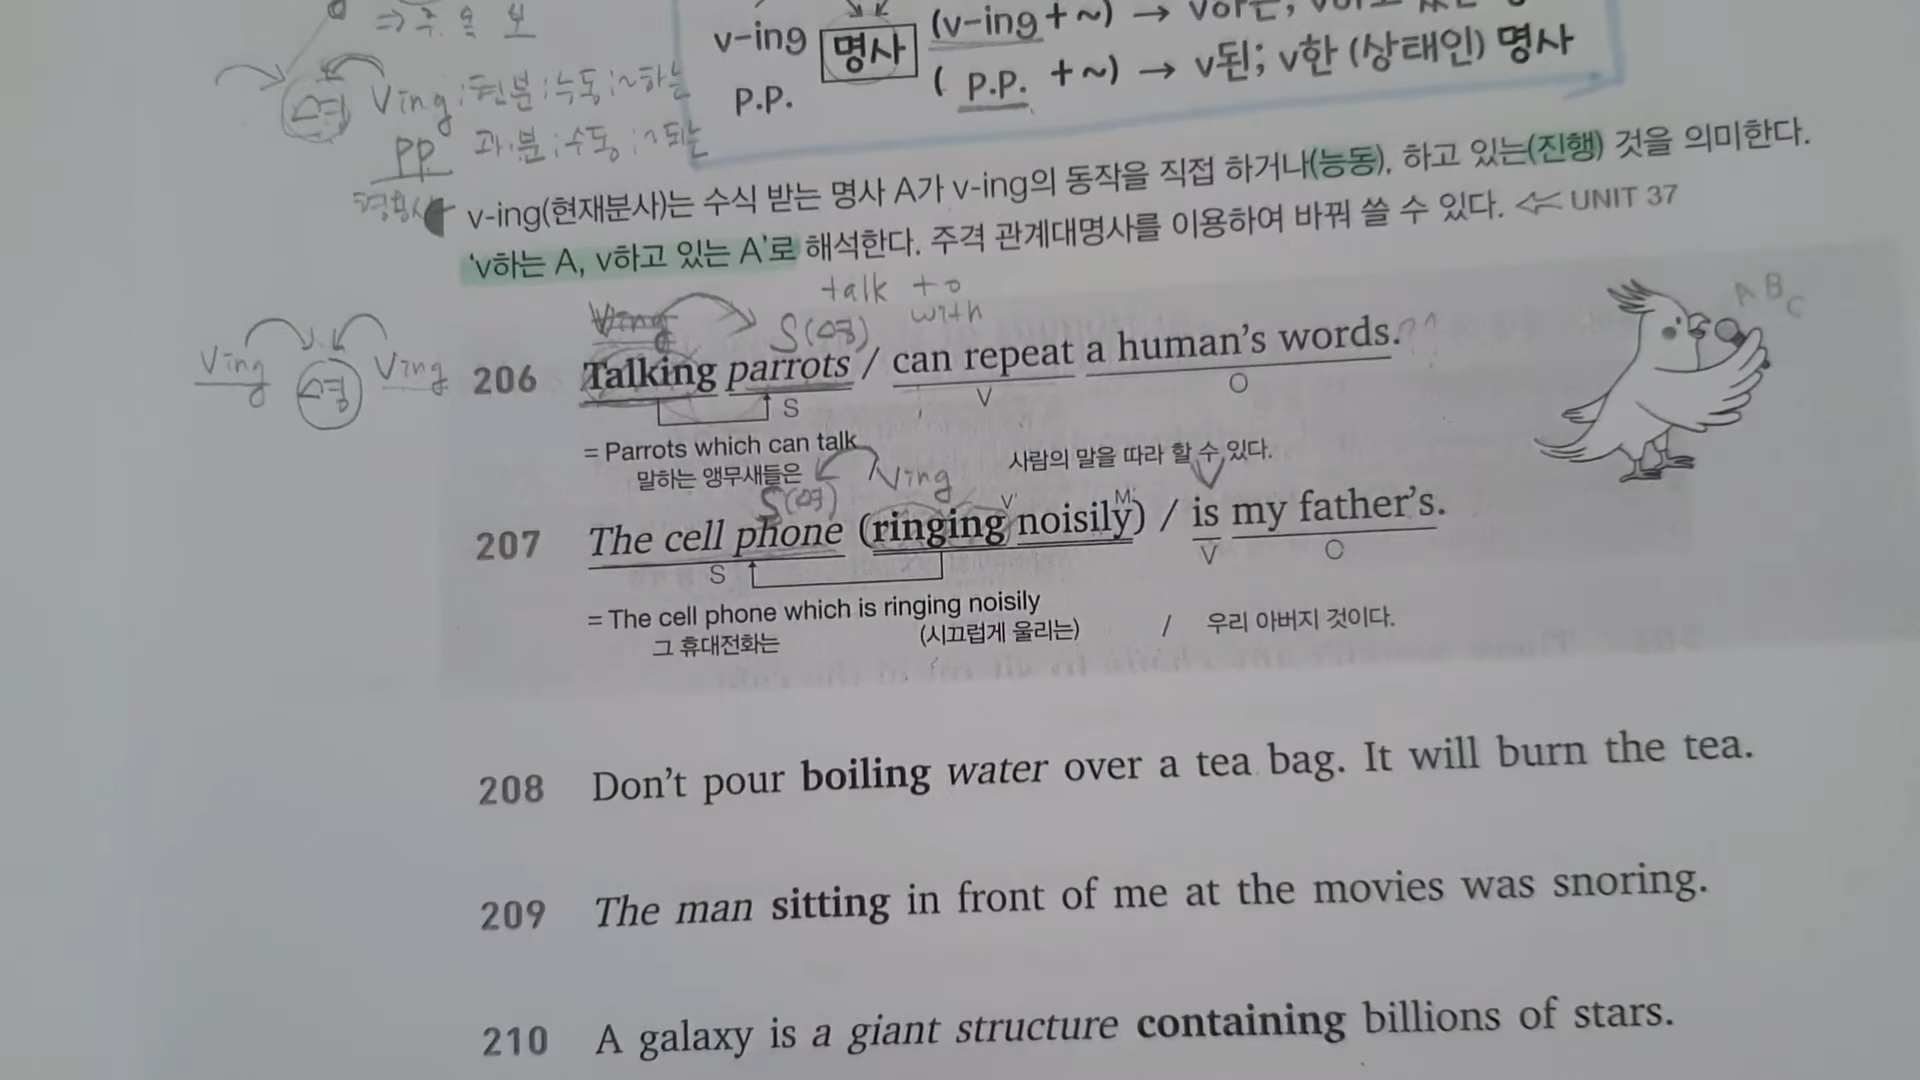 ⇒ 주 일 보
v-ing 명사 (v-ing + ~) → v하는,
수형 Ving : 현분 : 능동 : ~하는
p.p. ( p.p. + ~) → v된; v한 (상태인) 명사
P.P. 과.분 : 수동 : ~되는
형용사
v-ing(현재분사)는 수식 받는 명사 A가 v-ing의 동작을 직접 하거나(능동), 하고 있는(진행) 것을 의미한다.
‘v하는 A, v하고 있는 A’로 해석한다. 주격 관계대명사를 이용하여 바꿔 쓸 수 있다. ≪ UNIT 37
talk to
with
Ving S( )
A B C
Ving Ving
206 Talking parrots / can repeat a human's words.
S V O
= Parrots which can talk
말하는 앵무새들은 사람의 말을 따라 할 수 있다.
S( ) Ving
V' M'
207 The cell phone (ringing noisily) / is my father's.
S V O
= The cell phone which is ringing noisily
그 휴대전화는 (시끄럽게 울리는) / 우리 아버지 것이다.
208 Don't pour boiling water over a tea bag. It will burn the tea.
209 The man sitting in front of me at the movies was snoring.
210 A galaxy is a giant structure containing billions of stars.